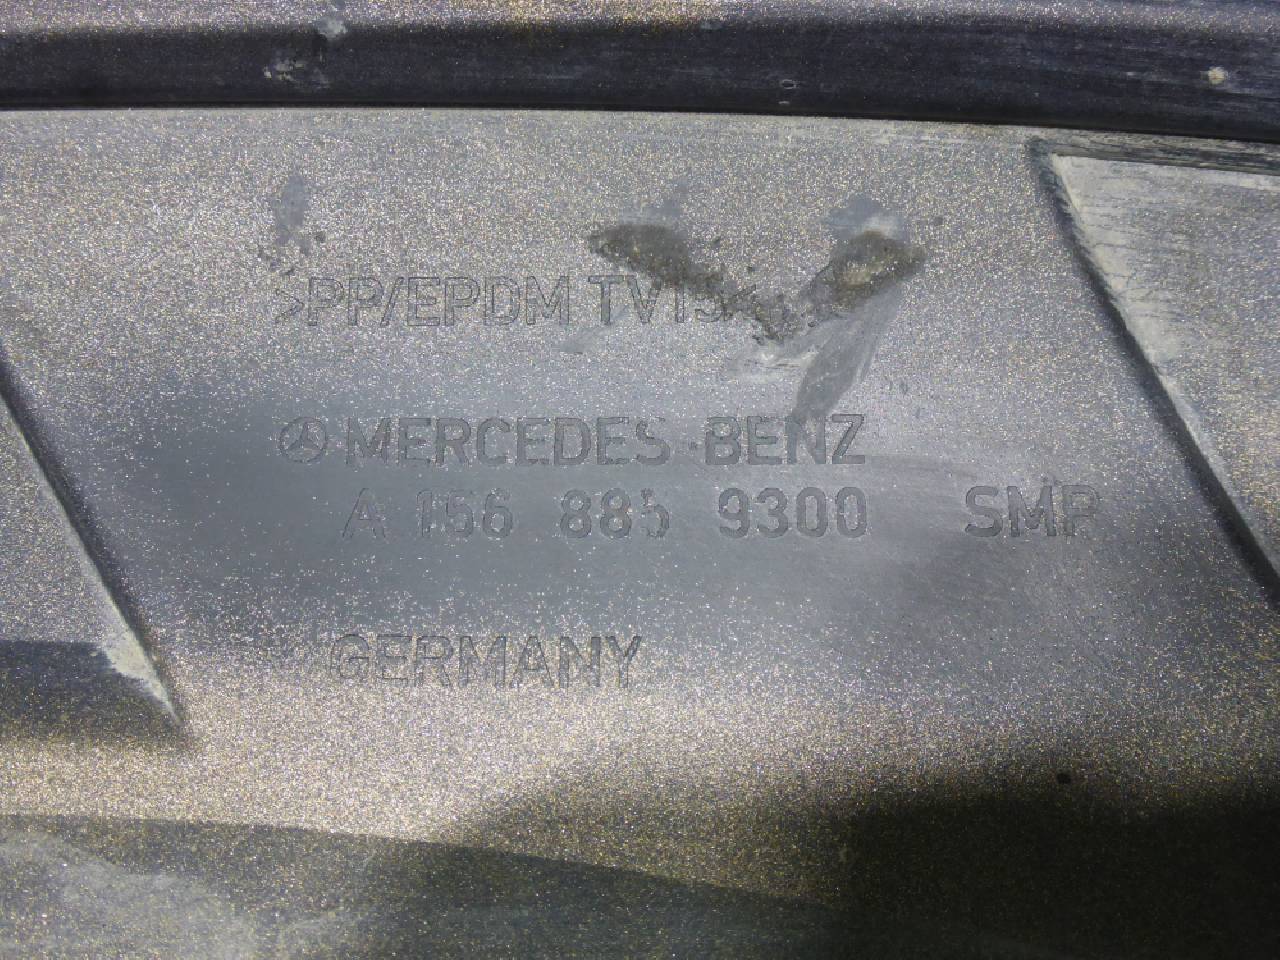 >PP/EPDM TV15
MERCEDES-BENZ
A 156 885 9300 SMP
GERMANY